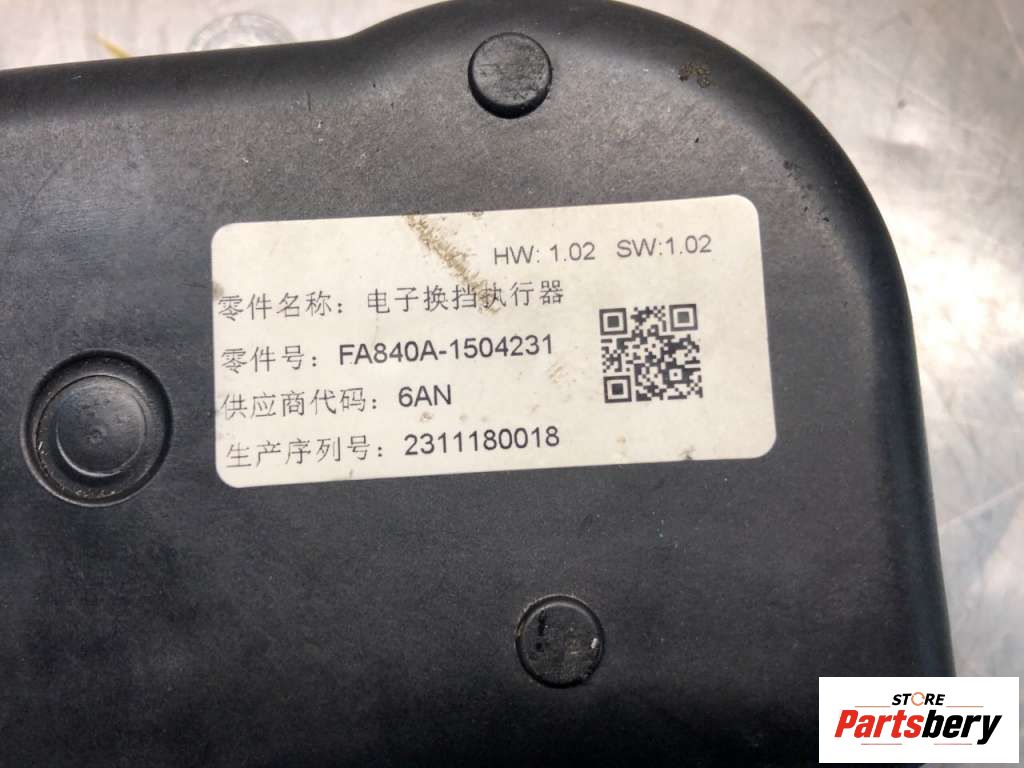 HW: 1.02 SW:1.02
零件名称：电子换挡执行器
零件号：FA840A-1504231
供应商代码：6AN
生产序列号：2311180018
STORE
Partsbery